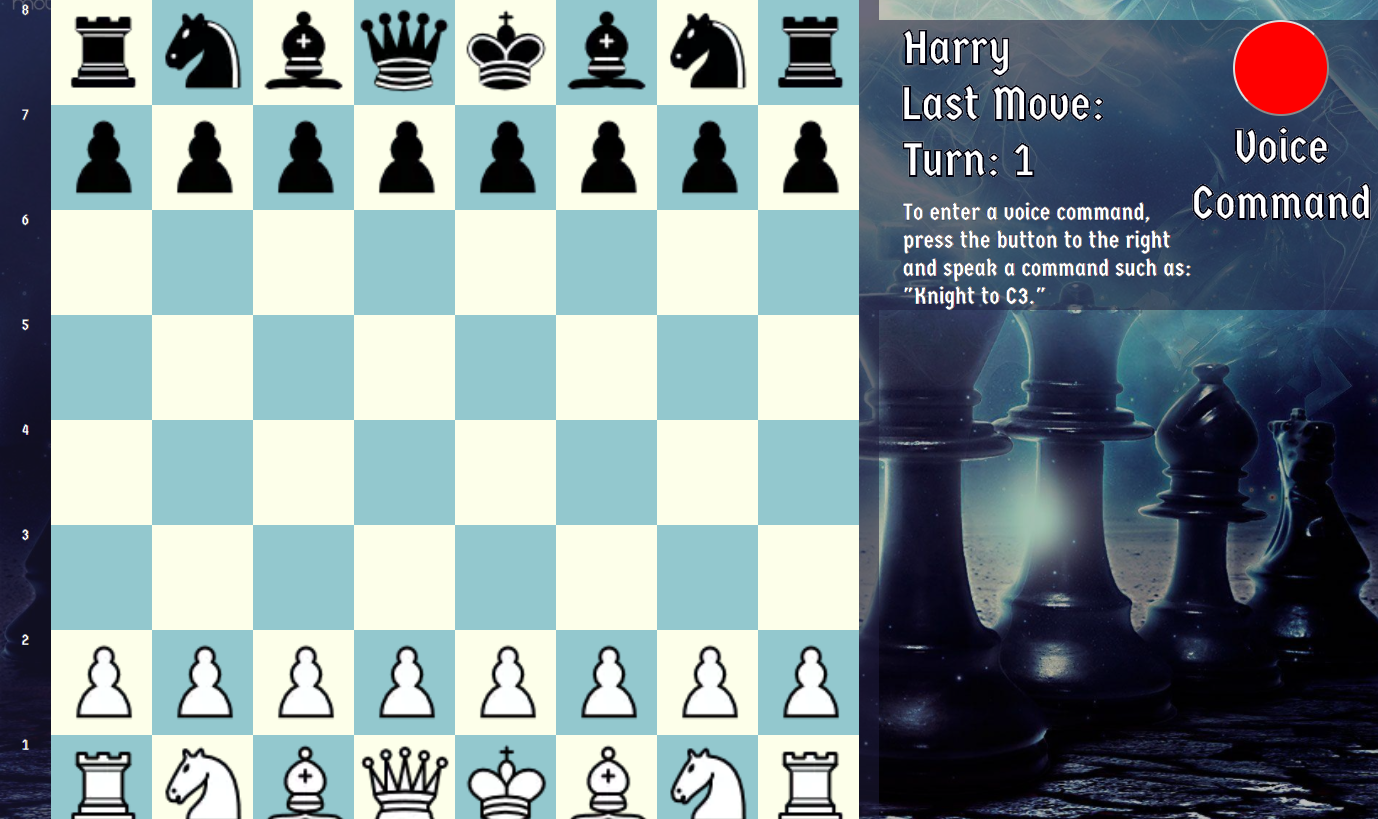 8
7
6
5
4
3
2
1
Harry
Last Move:
Turn: 1
Voice
Command
To enter a voice command,
press the button to the right
and speak a command such as:
"Knight to C3."